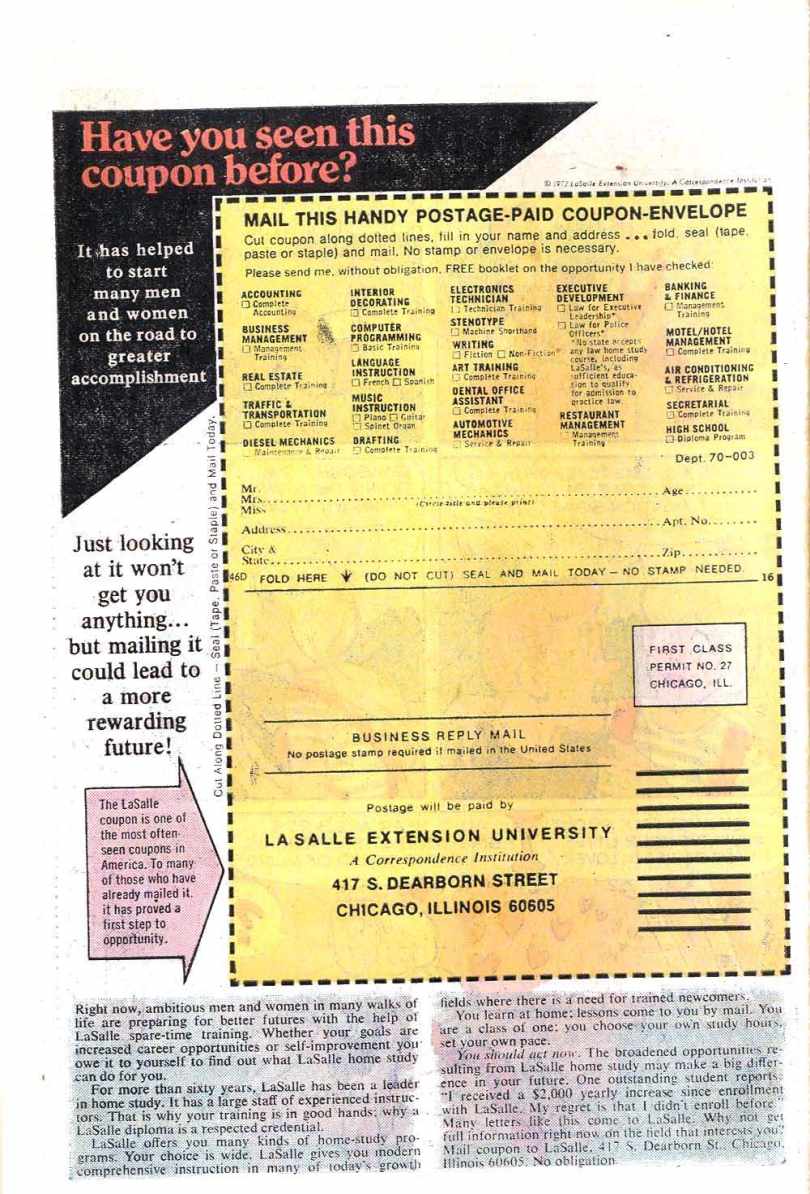 Have you seen this
coupon before?
It has helped
to start
many men
and women
on the road to
greater
accomplishment
Just looking
at it won't
get you
anything...
but mailing it
could lead to
a more
rewarding
future!
The LaSalle
coupon is one of
the most often-
seen coupons in
America. To many
of those who have
already mailed it,
it has proved a
first step to
opportunity.
Cut Along Dotted Line — Seal (Tape, Paste or Staple) and Mail Today.
LaSalle Extension University, A Correspondence Institution
MAIL THIS HANDY POSTAGE-PAID COUPON-ENVELOPE
Cut coupon along dotted lines, fill in your name and address ... fold, seal (tape,
paste or staple) and mail. No stamp or envelope is necessary.
Please send me, without obligation, FREE booklet on the opportunity I have checked:
ACCOUNTING
☐ Complete
Accounting
BUSINESS
MANAGEMENT
☐ Management
Training
REAL ESTATE
☐ Complete Training
TRAFFIC &
TRANSPORTATION
☐ Complete Training
DIESEL MECHANICS
☐ Maintenance & Repair
INTERIOR
DECORATING
☐ Complete Training
COMPUTER
PROGRAMMING
☐ Basic Training
LANGUAGE
INSTRUCTION
☐ French ☐ Spanish
MUSIC
INSTRUCTION
☐ Piano ☐ Guitar
☐ Spinet Organ
DRAFTING
☐ Complete Training
ELECTRONICS
TECHNICIAN
☐ Technician Training
STENOTYPE
☐ Machine Shorthand
WRITING
☐ Fiction ☐ Non-Fiction
ART TRAINING
☐ Complete Training
DENTAL OFFICE
ASSISTANT
☐ Complete Training
AUTOMOTIVE
MECHANICS
☐ Service & Repair
EXECUTIVE
DEVELOPMENT
☐ Law for Executive
Leadership*
☐ Law for Police
Officers*
*No state accepts
any law home study
course, including
LaSalle's, as
sufficient educa-
tion to qualify
for admission to
practice law.
RESTAURANT
MANAGEMENT
☐ Management
Training
BANKING
& FINANCE
☐ Management
Training
MOTEL/HOTEL
MANAGEMENT
☐ Complete Training
AIR CONDITIONING
& REFRIGERATION
☐ Service & Repair
SECRETARIAL
☐ Complete Training
HIGH SCHOOL
☐ Diploma Program
Dept. 70-003
Mr.
Mrs. Age
Miss (Circle title and please print)
Address Apt. No.
City &
State Zip
46D FOLD HERE (DO NOT CUT) SEAL AND MAIL TODAY — NO STAMP NEEDED. 16
FIRST CLASS
PERMIT NO. 27
CHICAGO, ILL.
BUSINESS REPLY MAIL
No postage stamp required if mailed in the United States
Postage will be paid by
LA SALLE EXTENSION UNIVERSITY
A Correspondence Institution
417 S. DEARBORN STREET
CHICAGO, ILLINOIS 60605
Right now, ambitious men and women in many walks of
life are preparing for better futures with the help of
LaSalle spare-time training. Whether your goals are
increased career opportunities or self-improvement you
owe it to yourself to find out what LaSalle home study
can do for you.
For more than sixty years, LaSalle has been a leader
in home study. It has a large staff of experienced instruc-
tors. That is why your training is in good hands; why a
LaSalle diploma is a respected credential.
LaSalle offers you many kinds of home-study pro-
grams. Your choice is wide. LaSalle gives you modern
comprehensive instruction in many of today's growth
fields where there is a need for trained newcomers.
You learn at home; lessons come to you by mail. You
are a class of one; you choose your own study hours,
set your own pace.
You should act now. The broadened opportunities re-
sulting from LaSalle home study may make a big differ-
ence in your future. One outstanding student reports:
"I received a $2,000 yearly increase since enrollment
with LaSalle. My regret is that I didn't enroll before."
Many letters like this come to LaSalle. Why not get
full information right now on the field that interests you?
Mail coupon to LaSalle, 417 S. Dearborn St., Chicago,
Illinois 60605. No obligation.